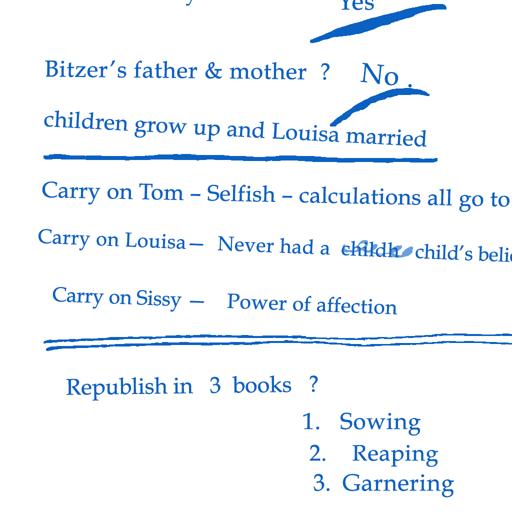 Yes
Bitzer's father & mother ? No .
children grow up and Louisa married
Carry on Tom – Selfish – calculations all go to
Carry on Louisa — Never had a childh child's
Carry on Sissy — Power of affection
Republish in 3 books ?
1. Sowing
2. Reaping
3. Garnering